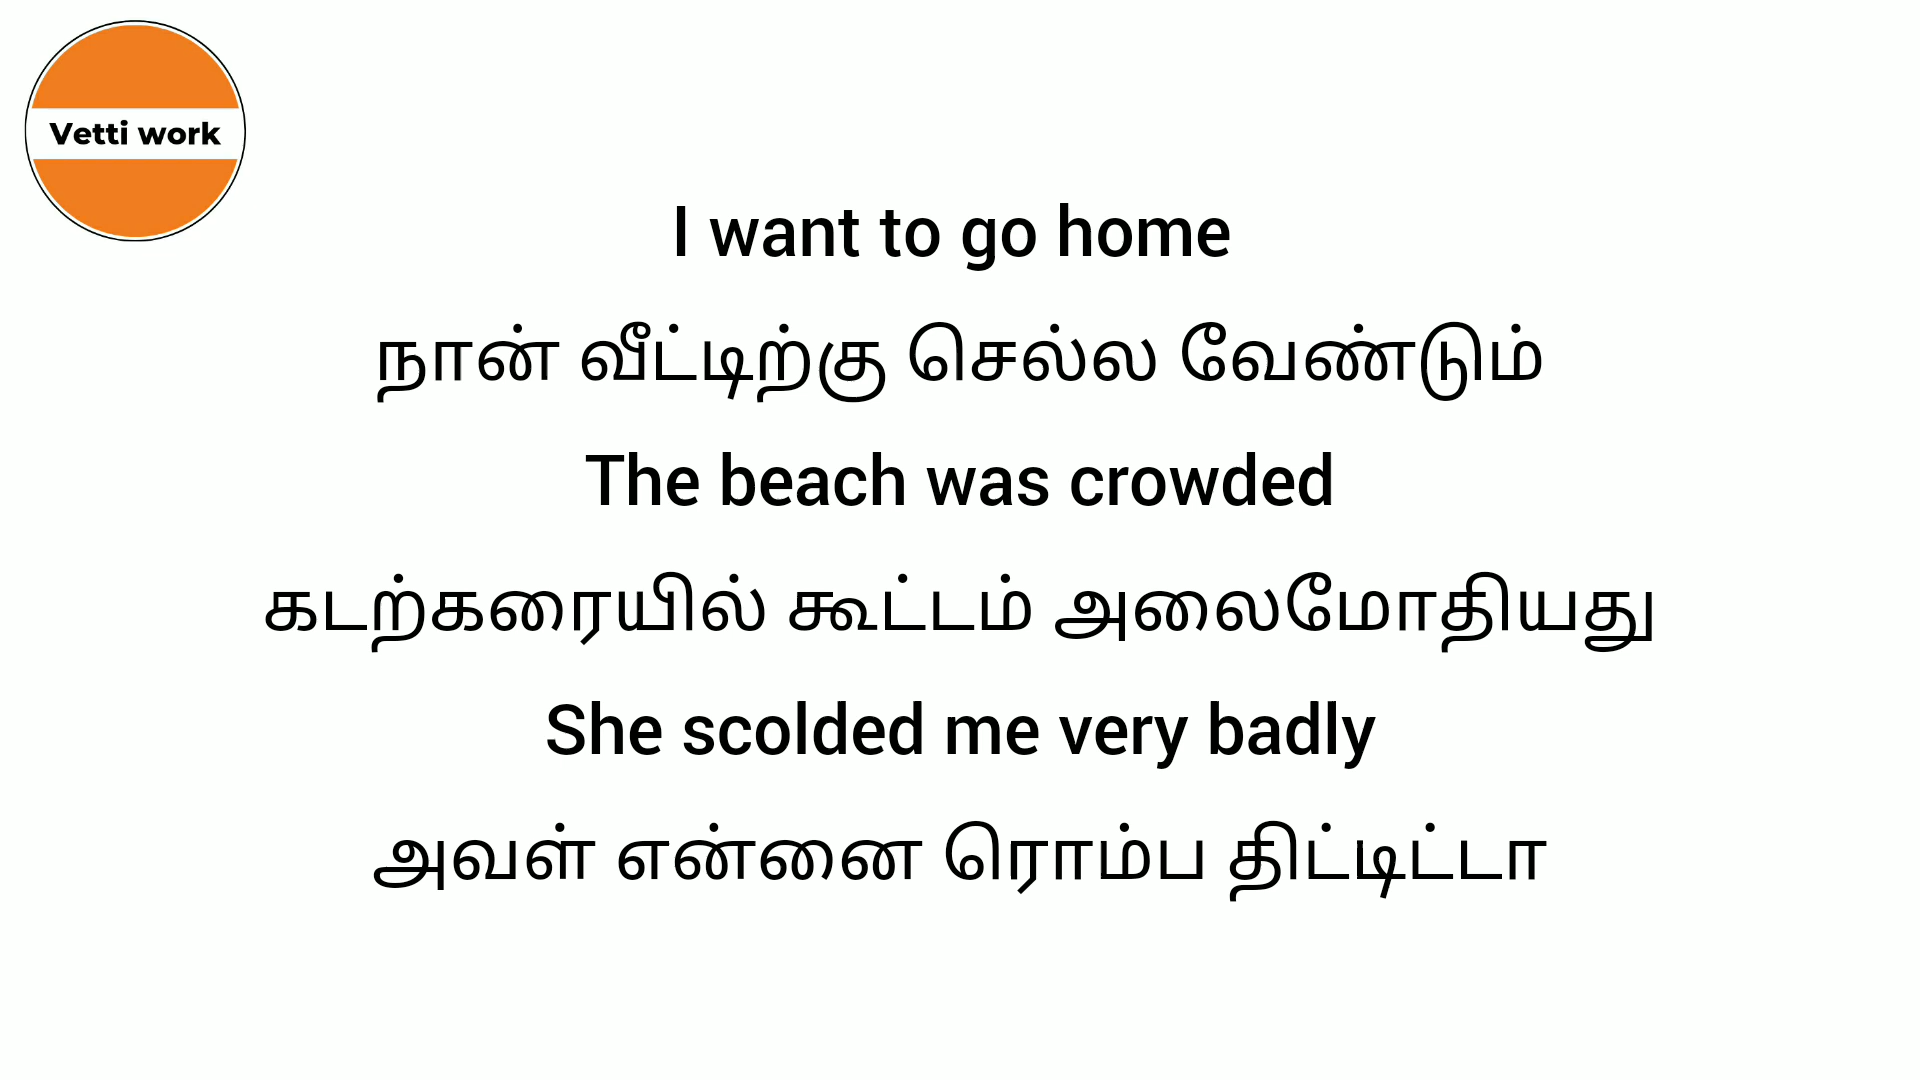 Vetti work
I want to go home
நான் வீட்டிற்கு செல்ல வேண்டும்
The beach was crowded
கடற்கரையில் கூட்டம் அலைமோதியது
She scolded me very badly
அவள் என்னை ரொம்ப திட்டிட்டா